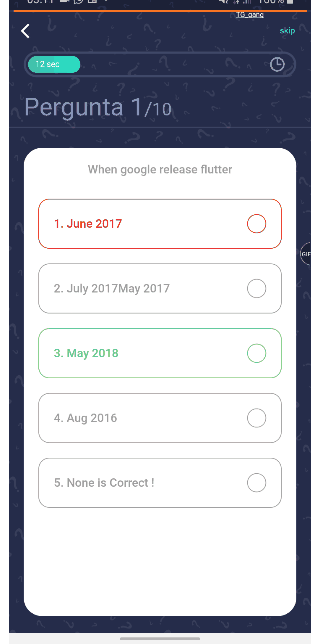 TG_gang
skip
12 sec
Pergunta 1/10
When google release flutter
1. June 2017
2. July 2017May 2017
3. May 2018
4. Aug 2016
5. None is Correct !
GIF